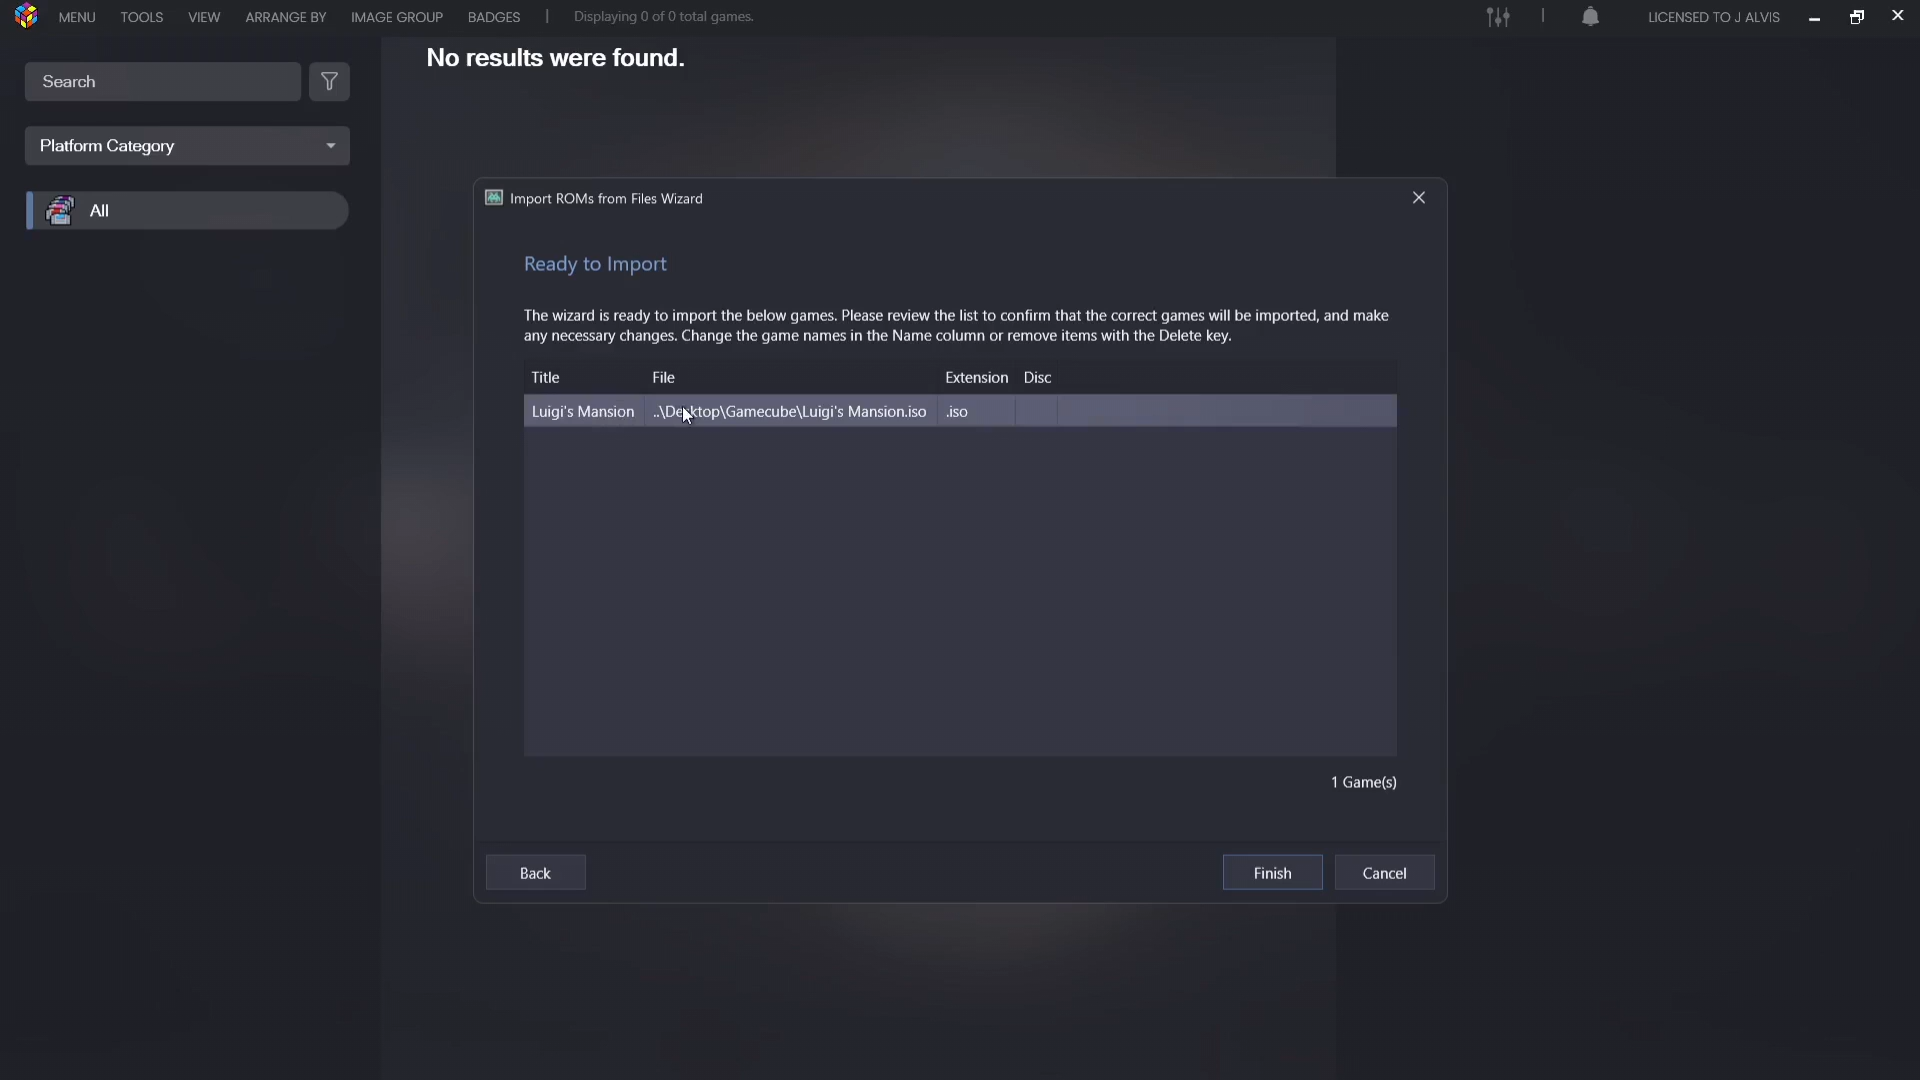 MENU TOOLS VIEW ARRANGE BY IMAGE GROUP BADGES | Displaying 0 of 0 total games. | LICENSED TO J ALVIS
No results were found.
Search
Platform Category
All
Import ROMs from Files Wizard
Ready to Import
The wizard is ready to import the below games. Please review the list to confirm that the correct games will be imported, and make
any necessary changes. Change the game names in the Name column or remove items with the Delete key.
Title File Extension Disc
Luigi's Mansion ..\Desktop\Gamecube\Luigi's Mansion.iso .iso
1 Game(s)
Back Finish Cancel